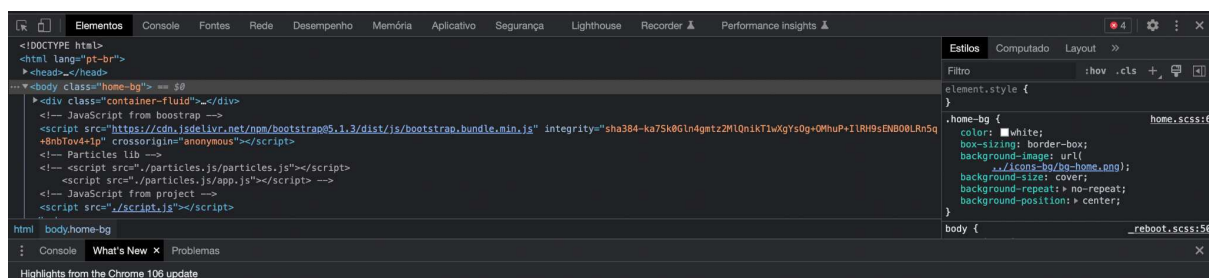 Elementos Console Fontes Rede Desempenho Memória Aplicativo Segurança Lighthouse Recorder Performance insights 4
<!DOCTYPE html>
<html lang="pt-br">
<head>…</head>
<body class="home-bg"> == $0
<div class="container-fluid">…</div>
<!-- JavaScript from boostrap -->
<script src="https://cdn.jsdelivr.net/npm/bootstrap@5.1.3/dist/js/bootstrap.bundle.min.js" integrity="sha384-ka7Sk0Gln4gmtz2MlQnikT1wXgYsOg+OMhuP+IlRH9sENBO0LRn5q
+8nbTov4+1p" crossorigin="anonymous"></script>
<!-- Particles lib -->
<!-- <script src="./particles.js/particles.js"></script>
<script src="./particles.js/app.js"></script> -->
<!-- JavaScript from project -->
<script src="./script.js"></script>
html body.home-bg
Estilos Computado Layout »
Filtro :hov .cls +
element.style {
}
.home-bg { home.scss:6
color: white;
box-sizing: border-box;
background-image: url(
../icons-bg/bg-home.png);
background-size: cover;
background-repeat: no-repeat;
background-position: center;
}
body { _reboot.scss:50
Console What's New × Problemas
Highlights from the Chrome 106 update